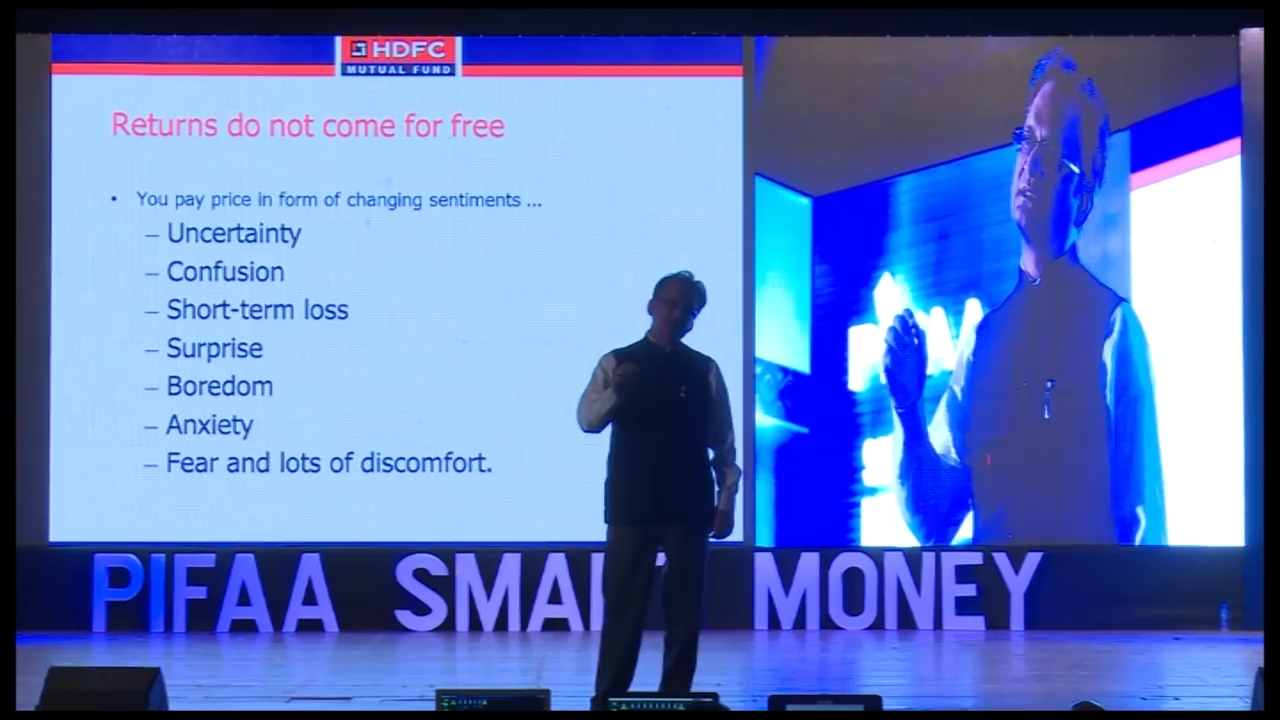 HDFC
MUTUAL FUND
Returns do not come for free
• You pay price in form of changing sentiments ...
– Uncertainty
– Confusion
– Short-term loss
– Surprise
– Boredom
– Anxiety
– Fear and lots of discomfort.
PIFAA SMART MONEY